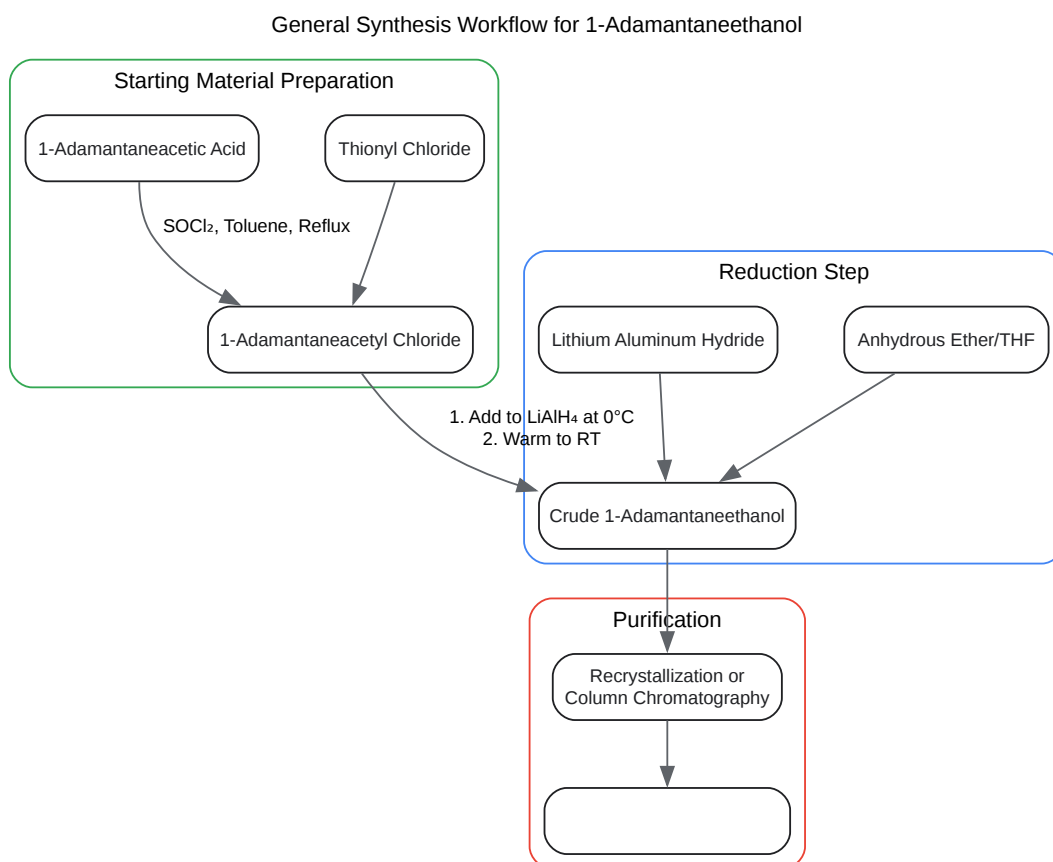 General Synthesis Workflow for 1-Adamantaneethanol
Starting Material Preparation
1-Adamantaneacetic Acid
Thionyl Chloride
SOCl₂, Toluene, Reflux
1-Adamantaneacetyl Chloride
Reduction Step
Lithium Aluminum Hydride
Anhydrous Ether/THF
1. Add to LiAlH₄ at 0°C
2. Warm to RT
Crude 1-Adamantaneethanol
Purification
Recrystallization or
Column Chromatography